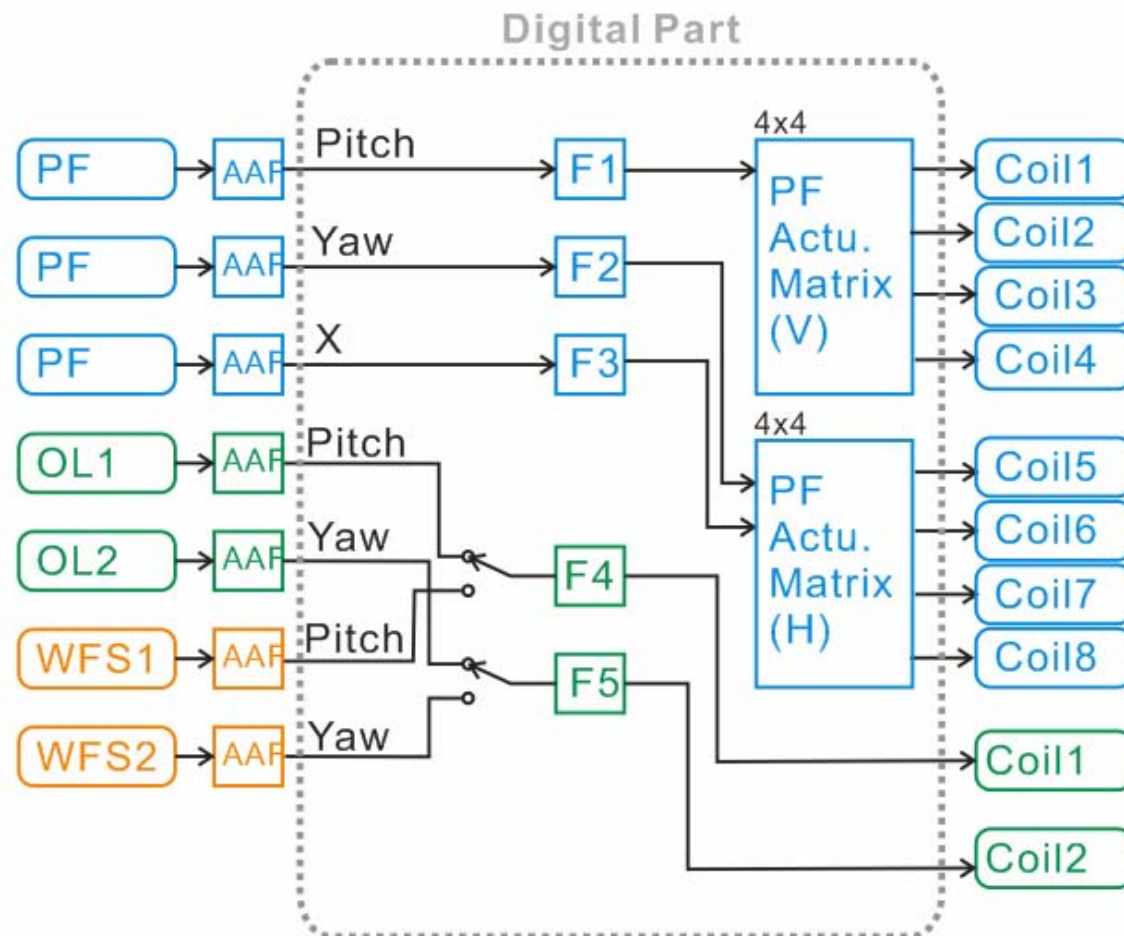 Digital Part
PF AAF Pitch F1
PF AAF Yaw F2
PF AAF X F3
OL1 AAF Pitch
OL2 AAF Yaw
WFS1 AAF Pitch
WFS2 AAF Yaw
F4
F5
4x4
PF
Actu.
Matrix
(V)
4x4
PF
Actu.
Matrix
(H)
Coil1
Coil2
Coil3
Coil4
Coil5
Coil6
Coil7
Coil8
Coil1
Coil2